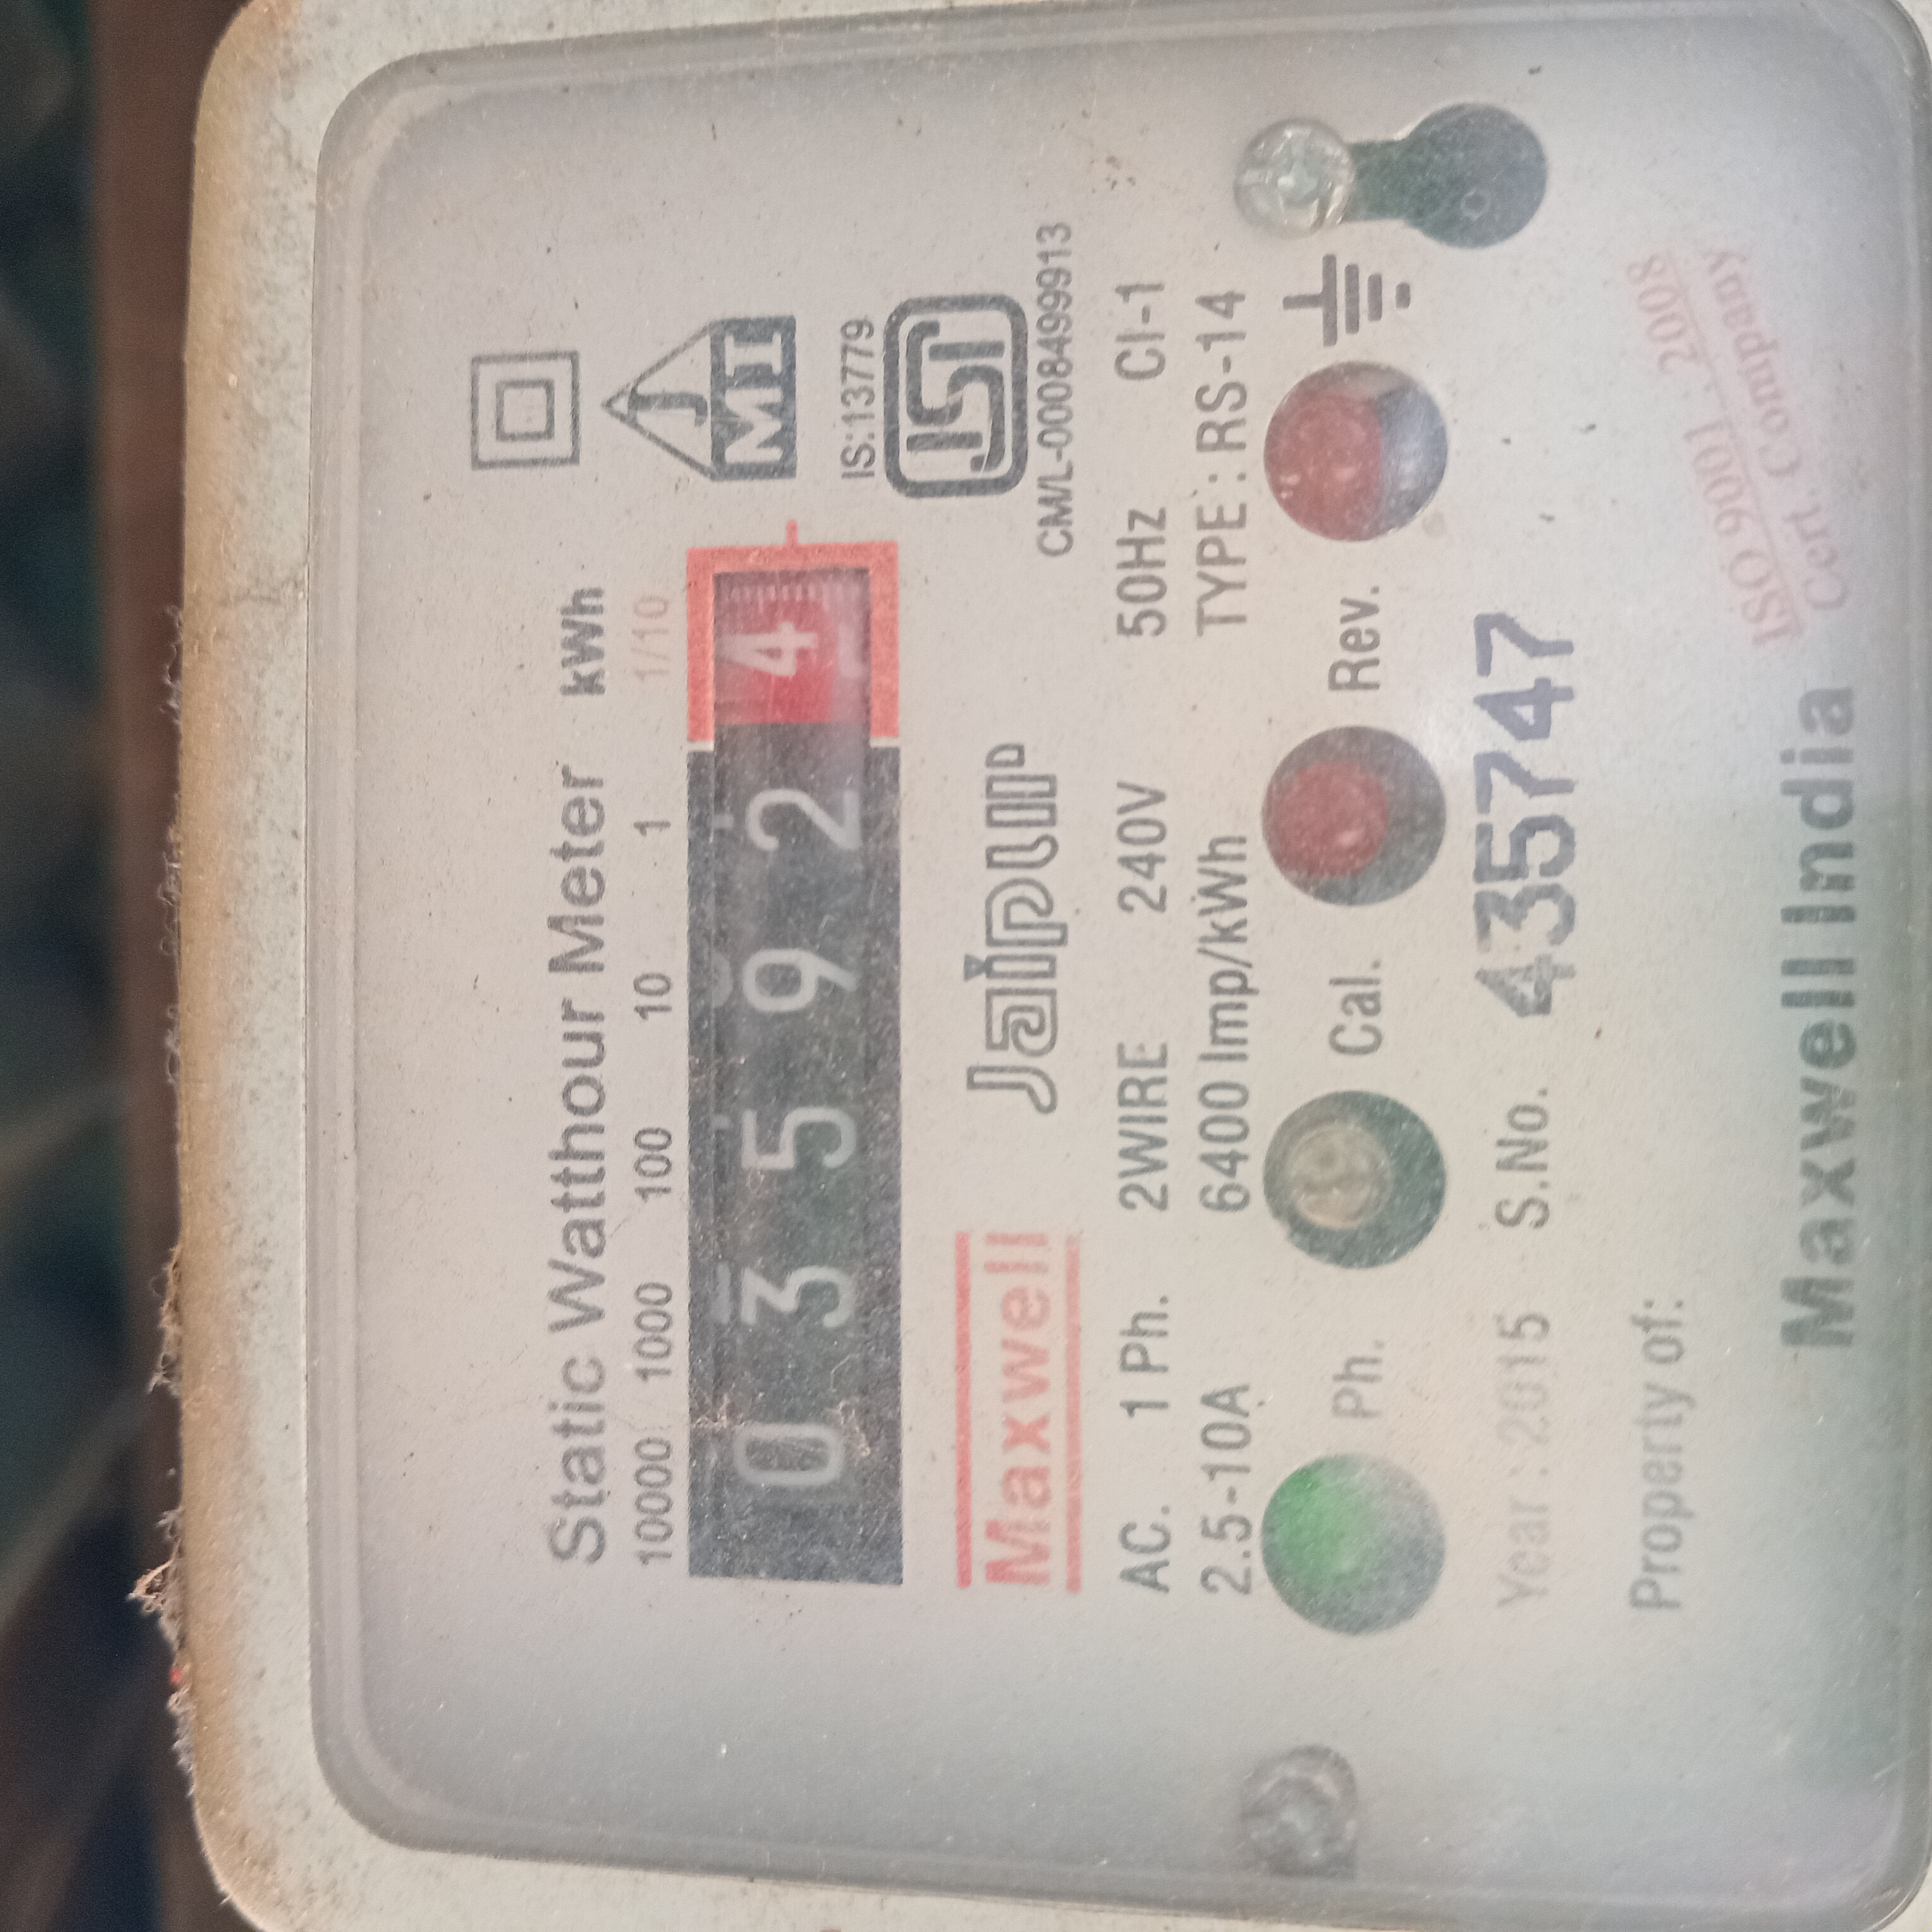 Static Watthour Meter kWh
10000 1000 100 10 1 1/10
0 3 5 9 2 4
MI
IS:13779
ISI
CM/L-0008499913
Maxwell Jaipur
AC. 1 Ph. 2WIRE 240V 50Hz Cl-1
2.5-10A 6400 Imp/kWh TYPE : RS-14
Ph. Cal. Rev.
Year : 2015 S.No. 435747
Property of:
ISO 9001 : 2008
Cert. Company
Maxwell India